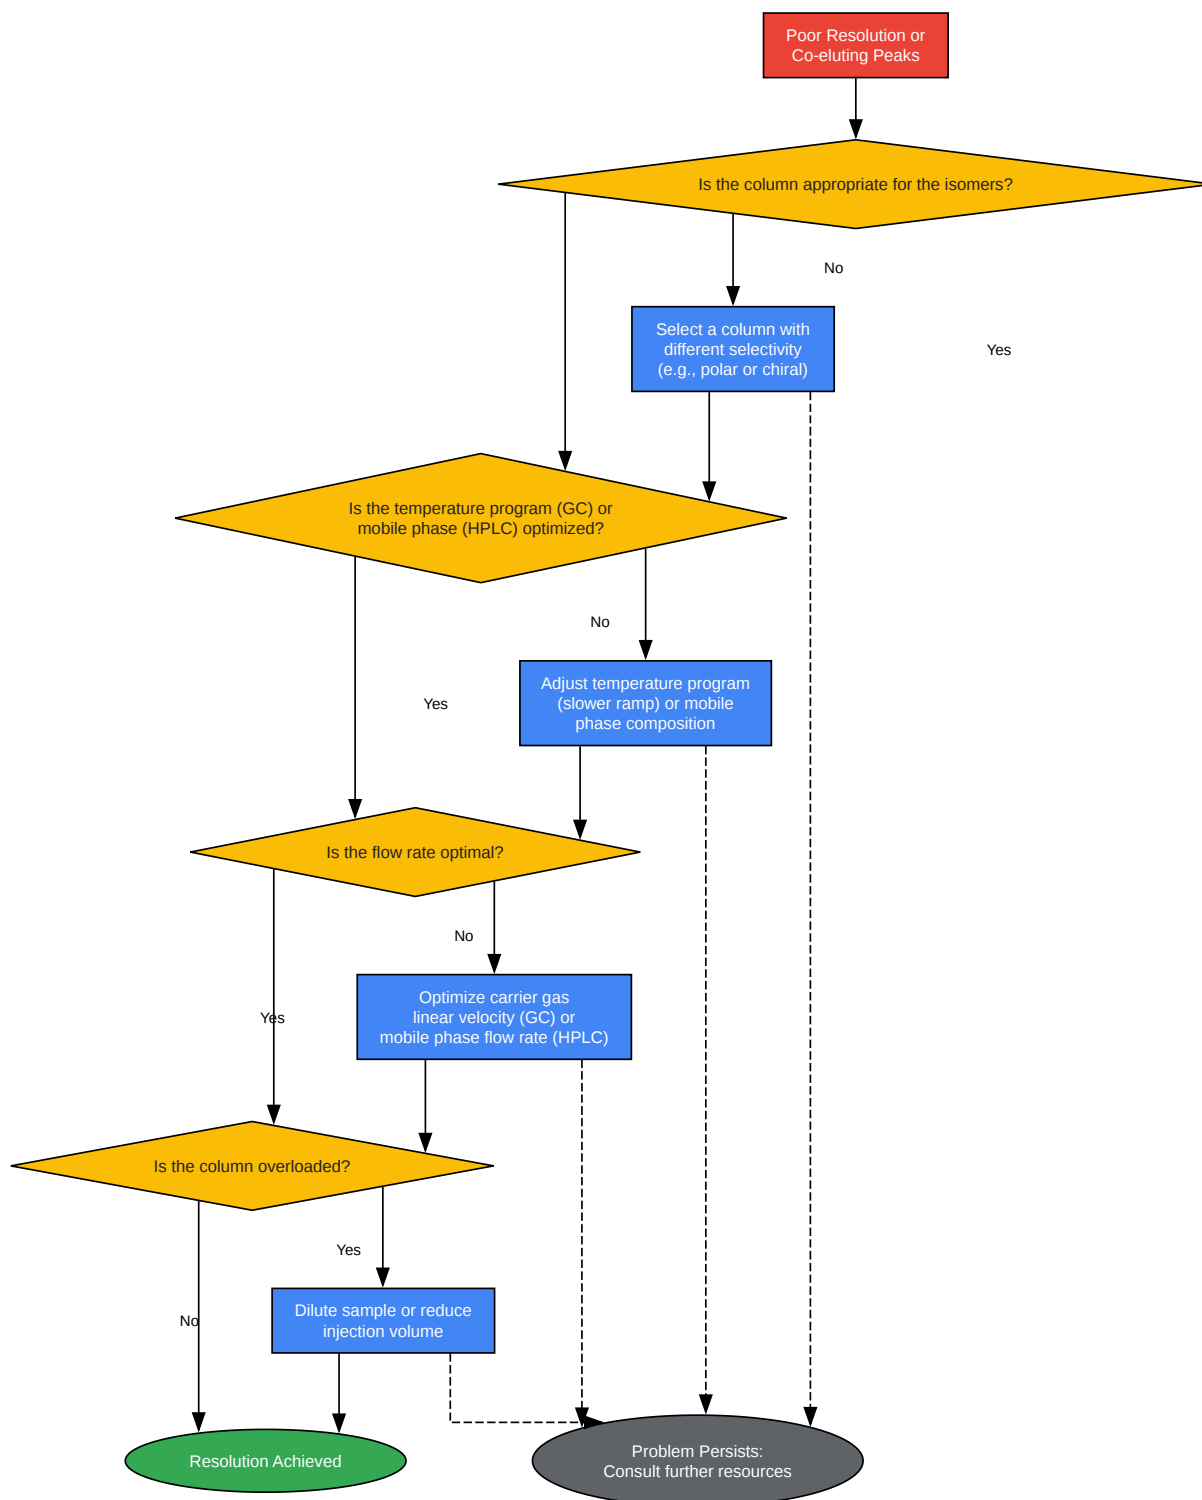 Poor Resolution or
Co-eluting Peaks
Is the column appropriate for the isomers?
No
Select a column with
different selectivity
(e.g., polar or chiral)
Yes
Is the temperature program (GC) or
mobile phase (HPLC) optimized?
No
Adjust temperature program
(slower ramp) or mobile
phase composition
Yes
Is the flow rate optimal?
No
Optimize carrier gas
linear velocity (GC) or
mobile phase flow rate (HPLC)
Yes
Is the column overloaded?
Yes
Dilute sample or reduce
injection volume
No
Resolution Achieved
Problem Persists:
Consult further resources